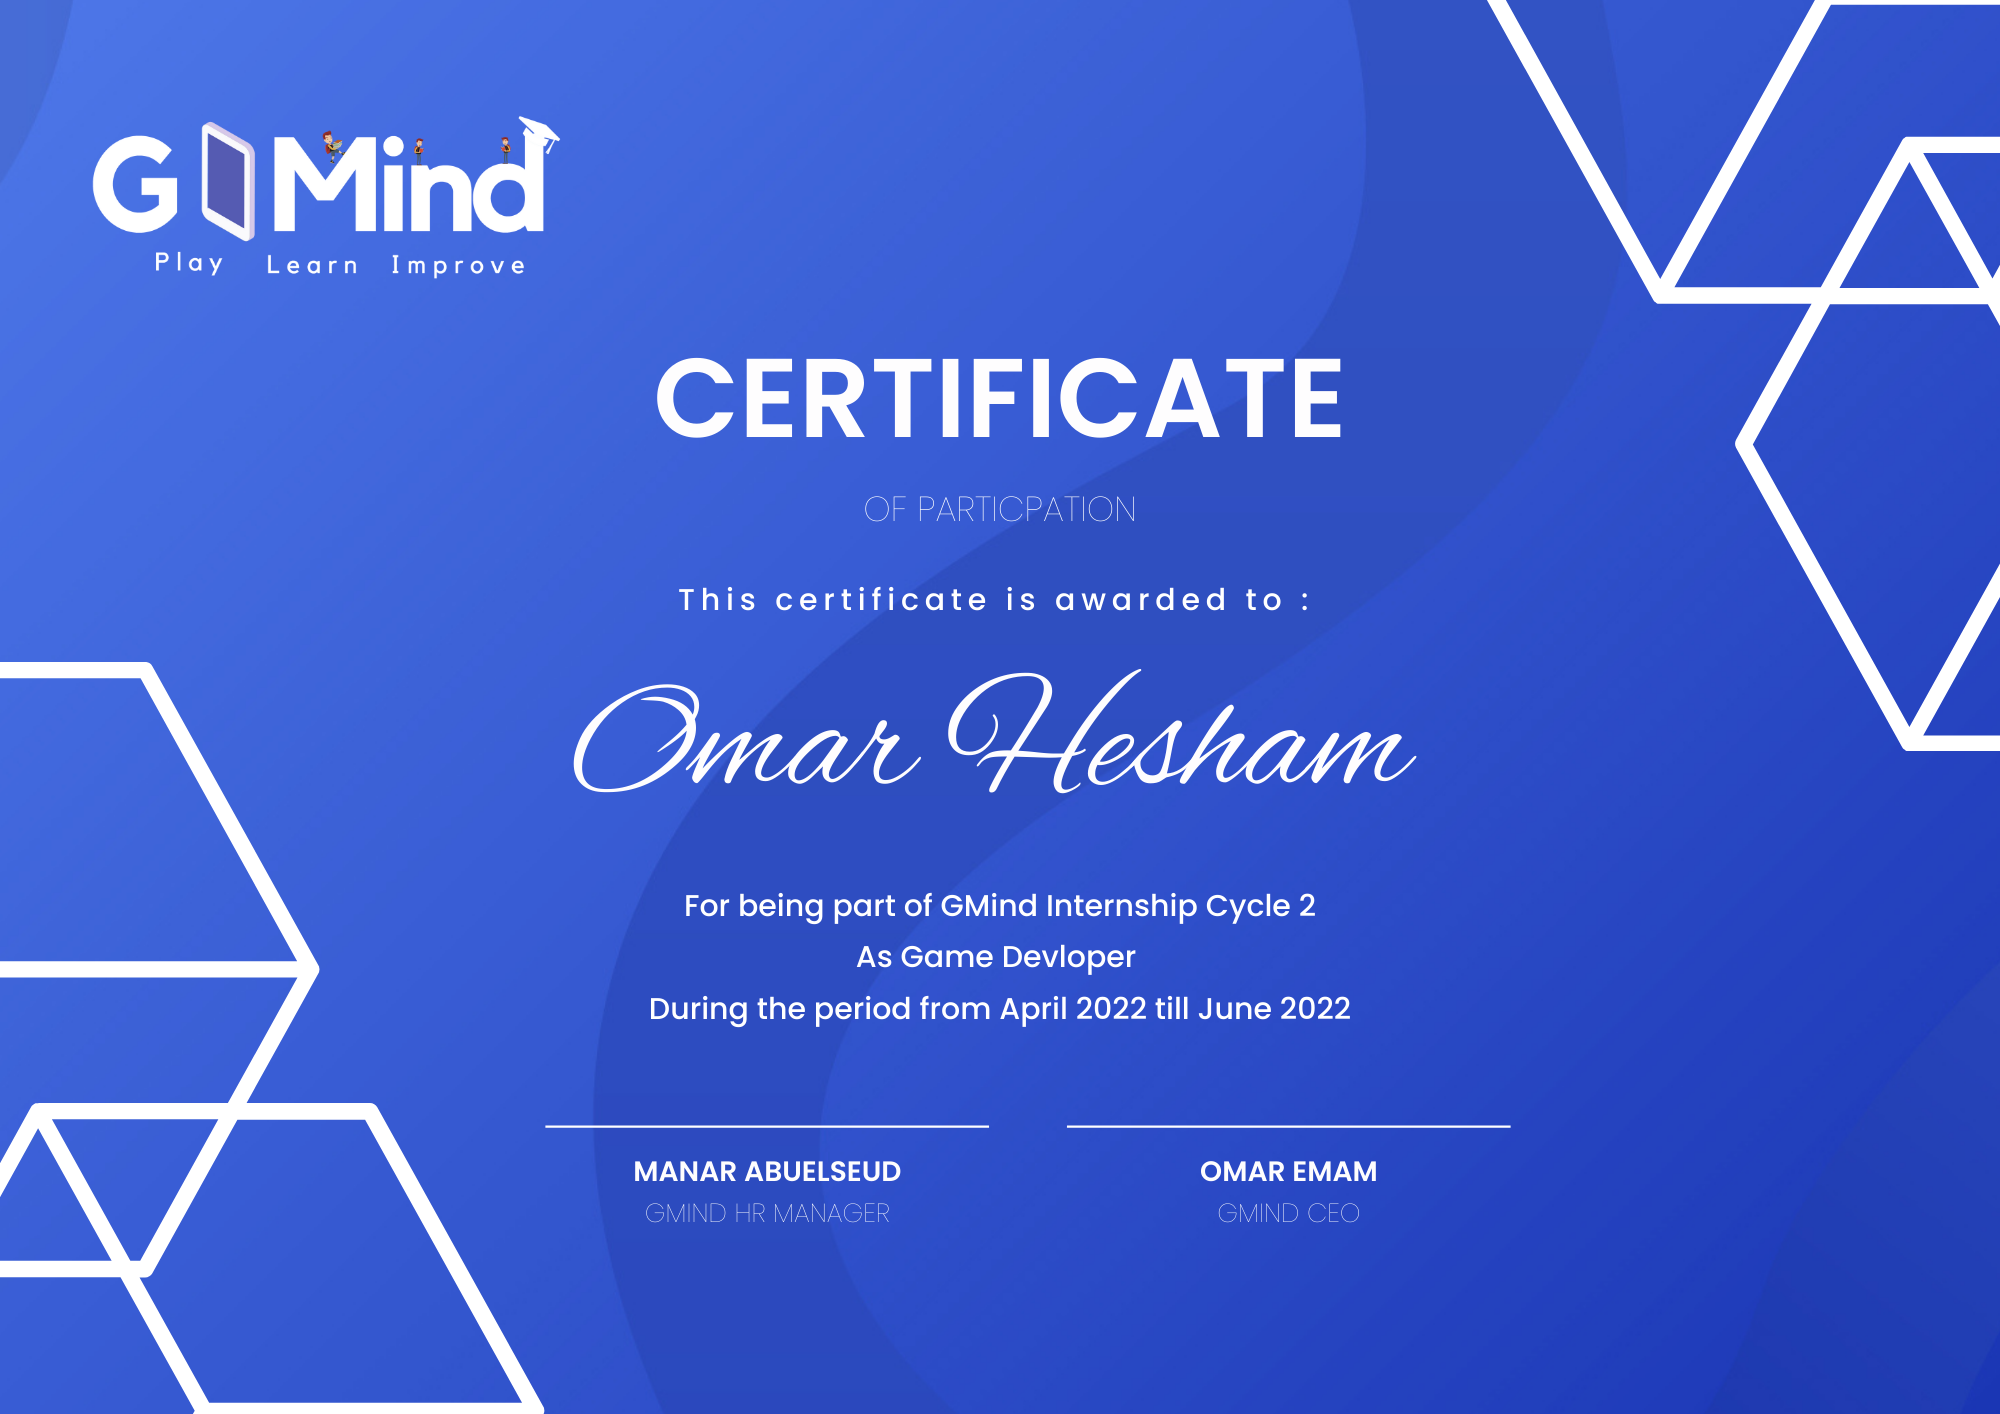 G Mind
Play Learn Improve
CERTIFICATE
OF PARTICPATION
This certificate is awarded to :
Omar Hesham
For being part of GMind Internship Cycle 2
As Game Devloper
During the period from April 2022 till June 2022
MANAR ABUELSEUD
GMIND HR MANAGER
OMAR EMAM
GMIND CEO